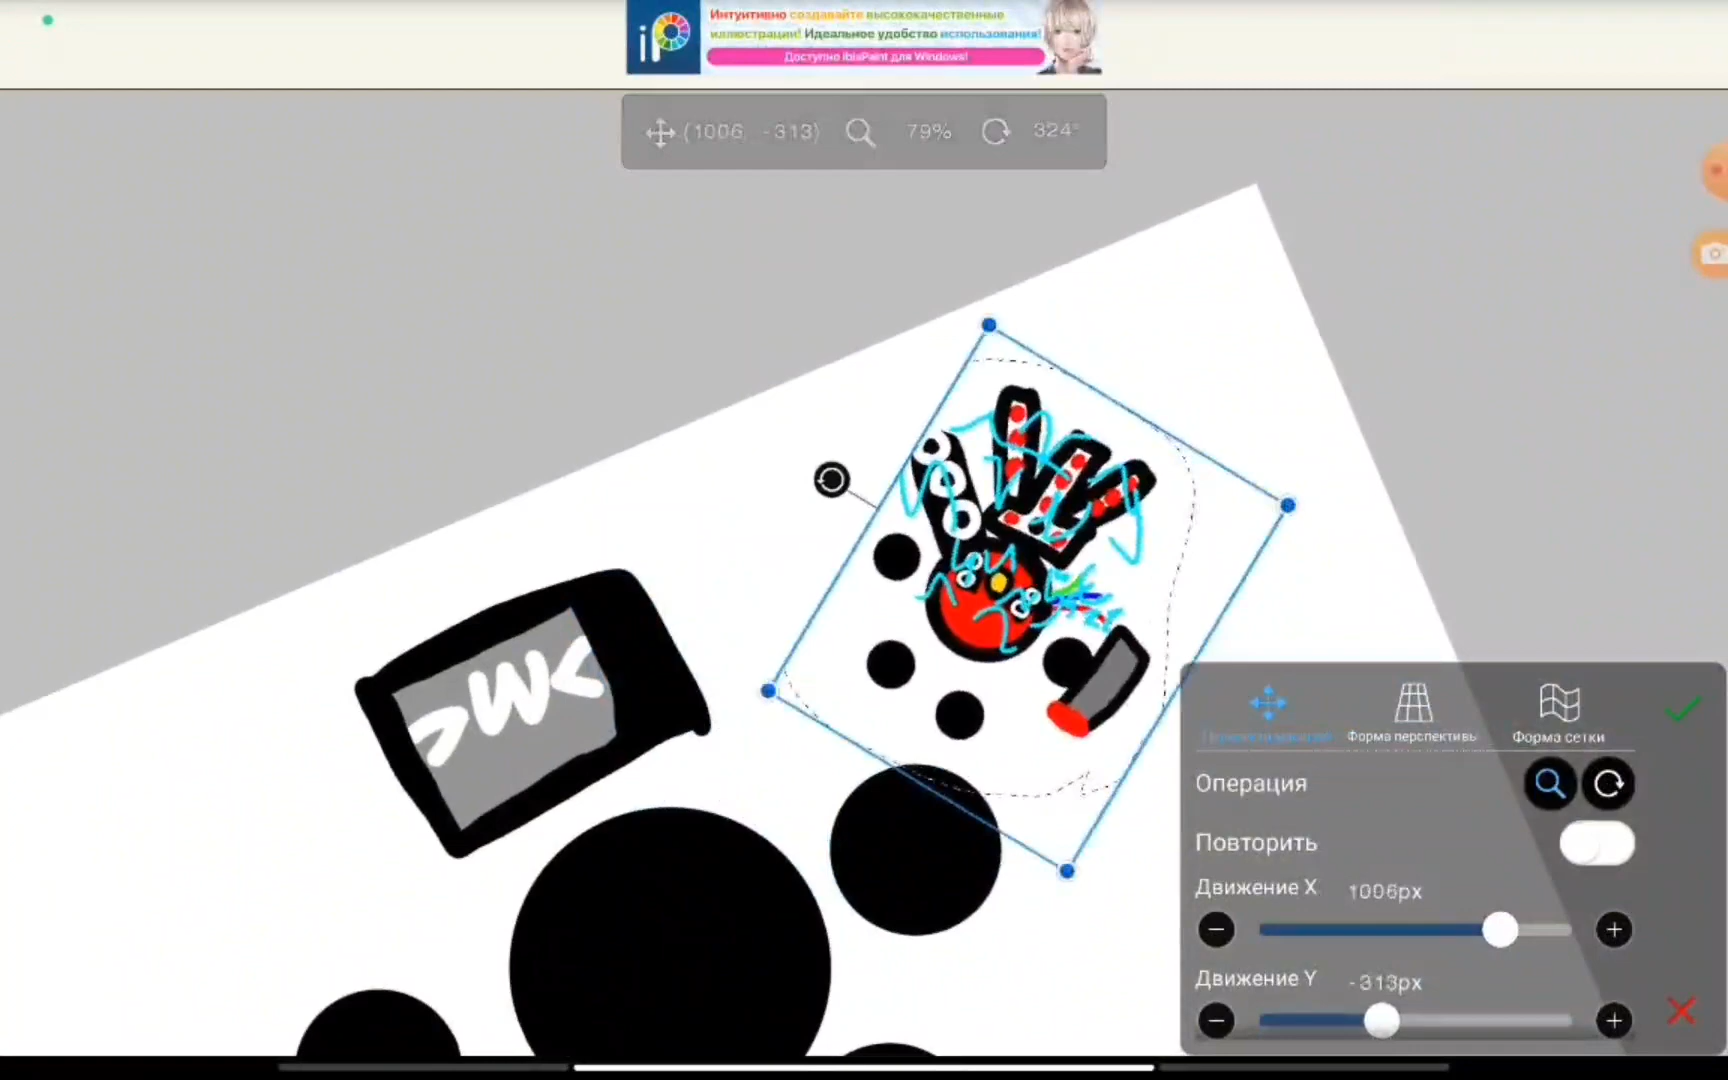 iP
Интуитивно создавайте высококачественные
иллюстрации! Идеальное удобство использования!
Доступно ibisPaint для Windows!
(1006 -313) 79% 324°
>W<
Форма перспективы Форма сетки
Операция
Повторить
Движение X 1006px
Движение Y -313px